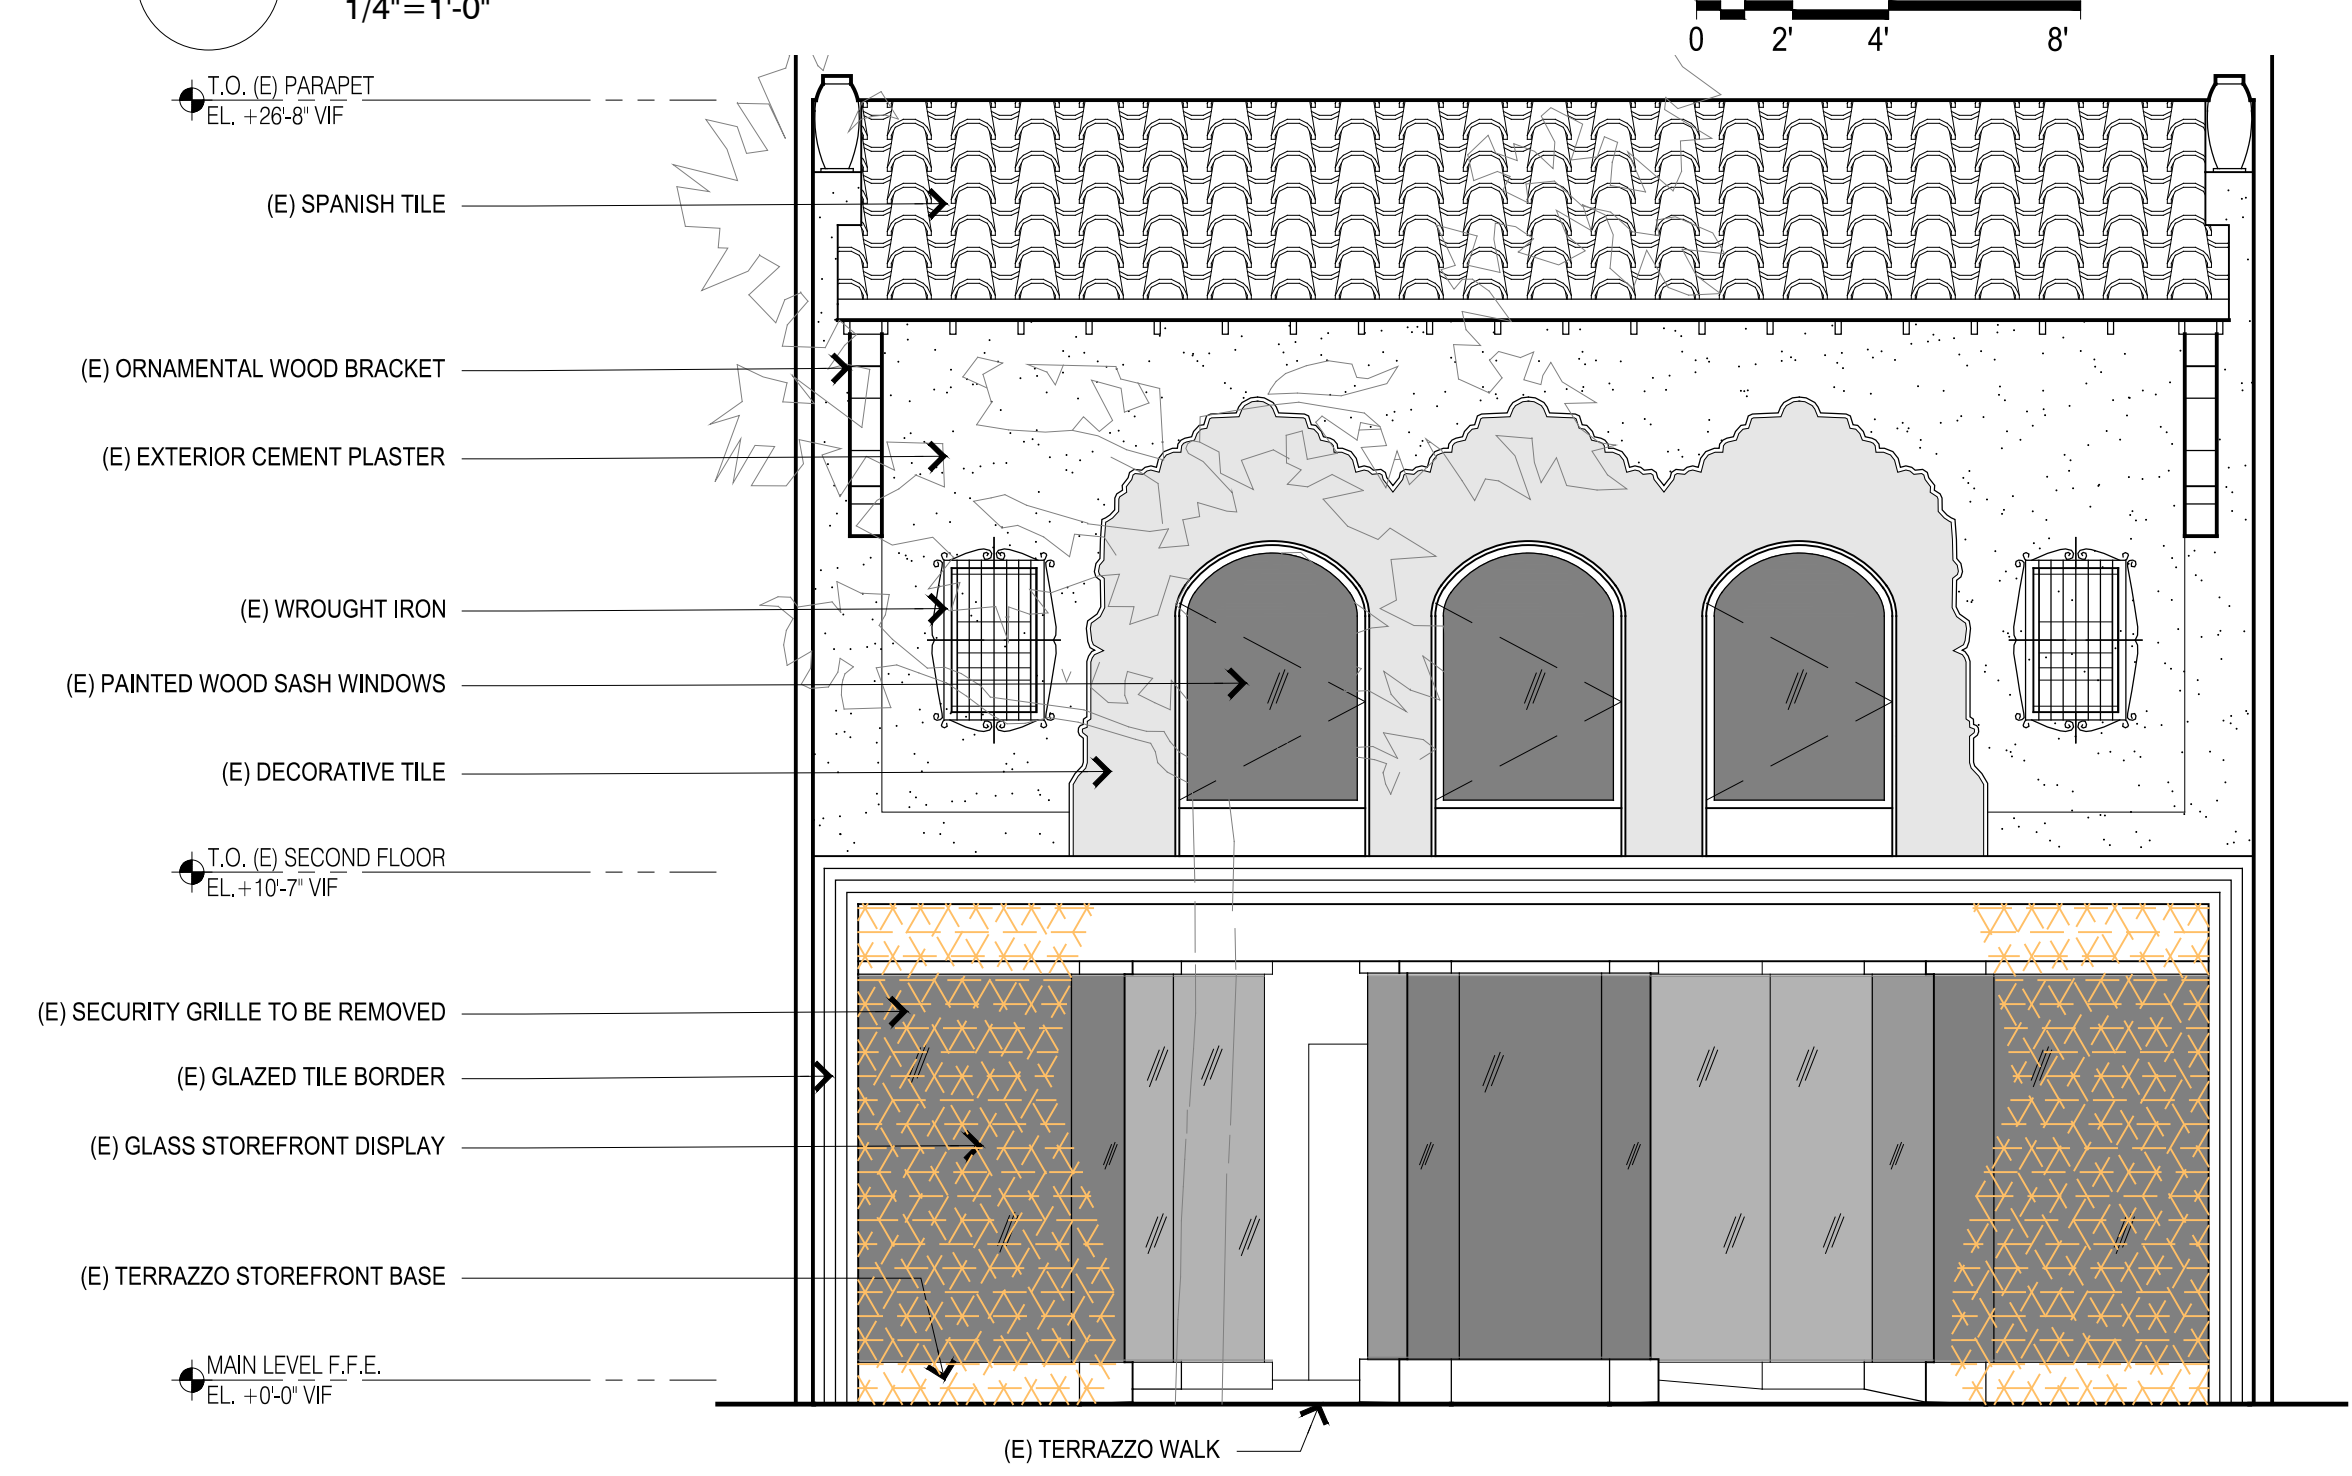 1/4"=1'-0"
0 2' 4' 8'
T.O. (E) PARAPET
EL. +26'-8" VIF
(E) SPANISH TILE
(E) ORNAMENTAL WOOD BRACKET
(E) EXTERIOR CEMENT PLASTER
(E) WROUGHT IRON
(E) PAINTED WOOD SASH WINDOWS
(E) DECORATIVE TILE
T.O. (E) SECOND FLOOR
EL.+10'-7" VIF
(E) SECURITY GRILLE TO BE REMOVED
(E) GLAZED TILE BORDER
(E) GLASS STOREFRONT DISPLAY
(E) TERRAZZO STOREFRONT BASE
MAIN LEVEL F.F.E.
EL. +0'-0" VIF
(E) TERRAZZO WALK